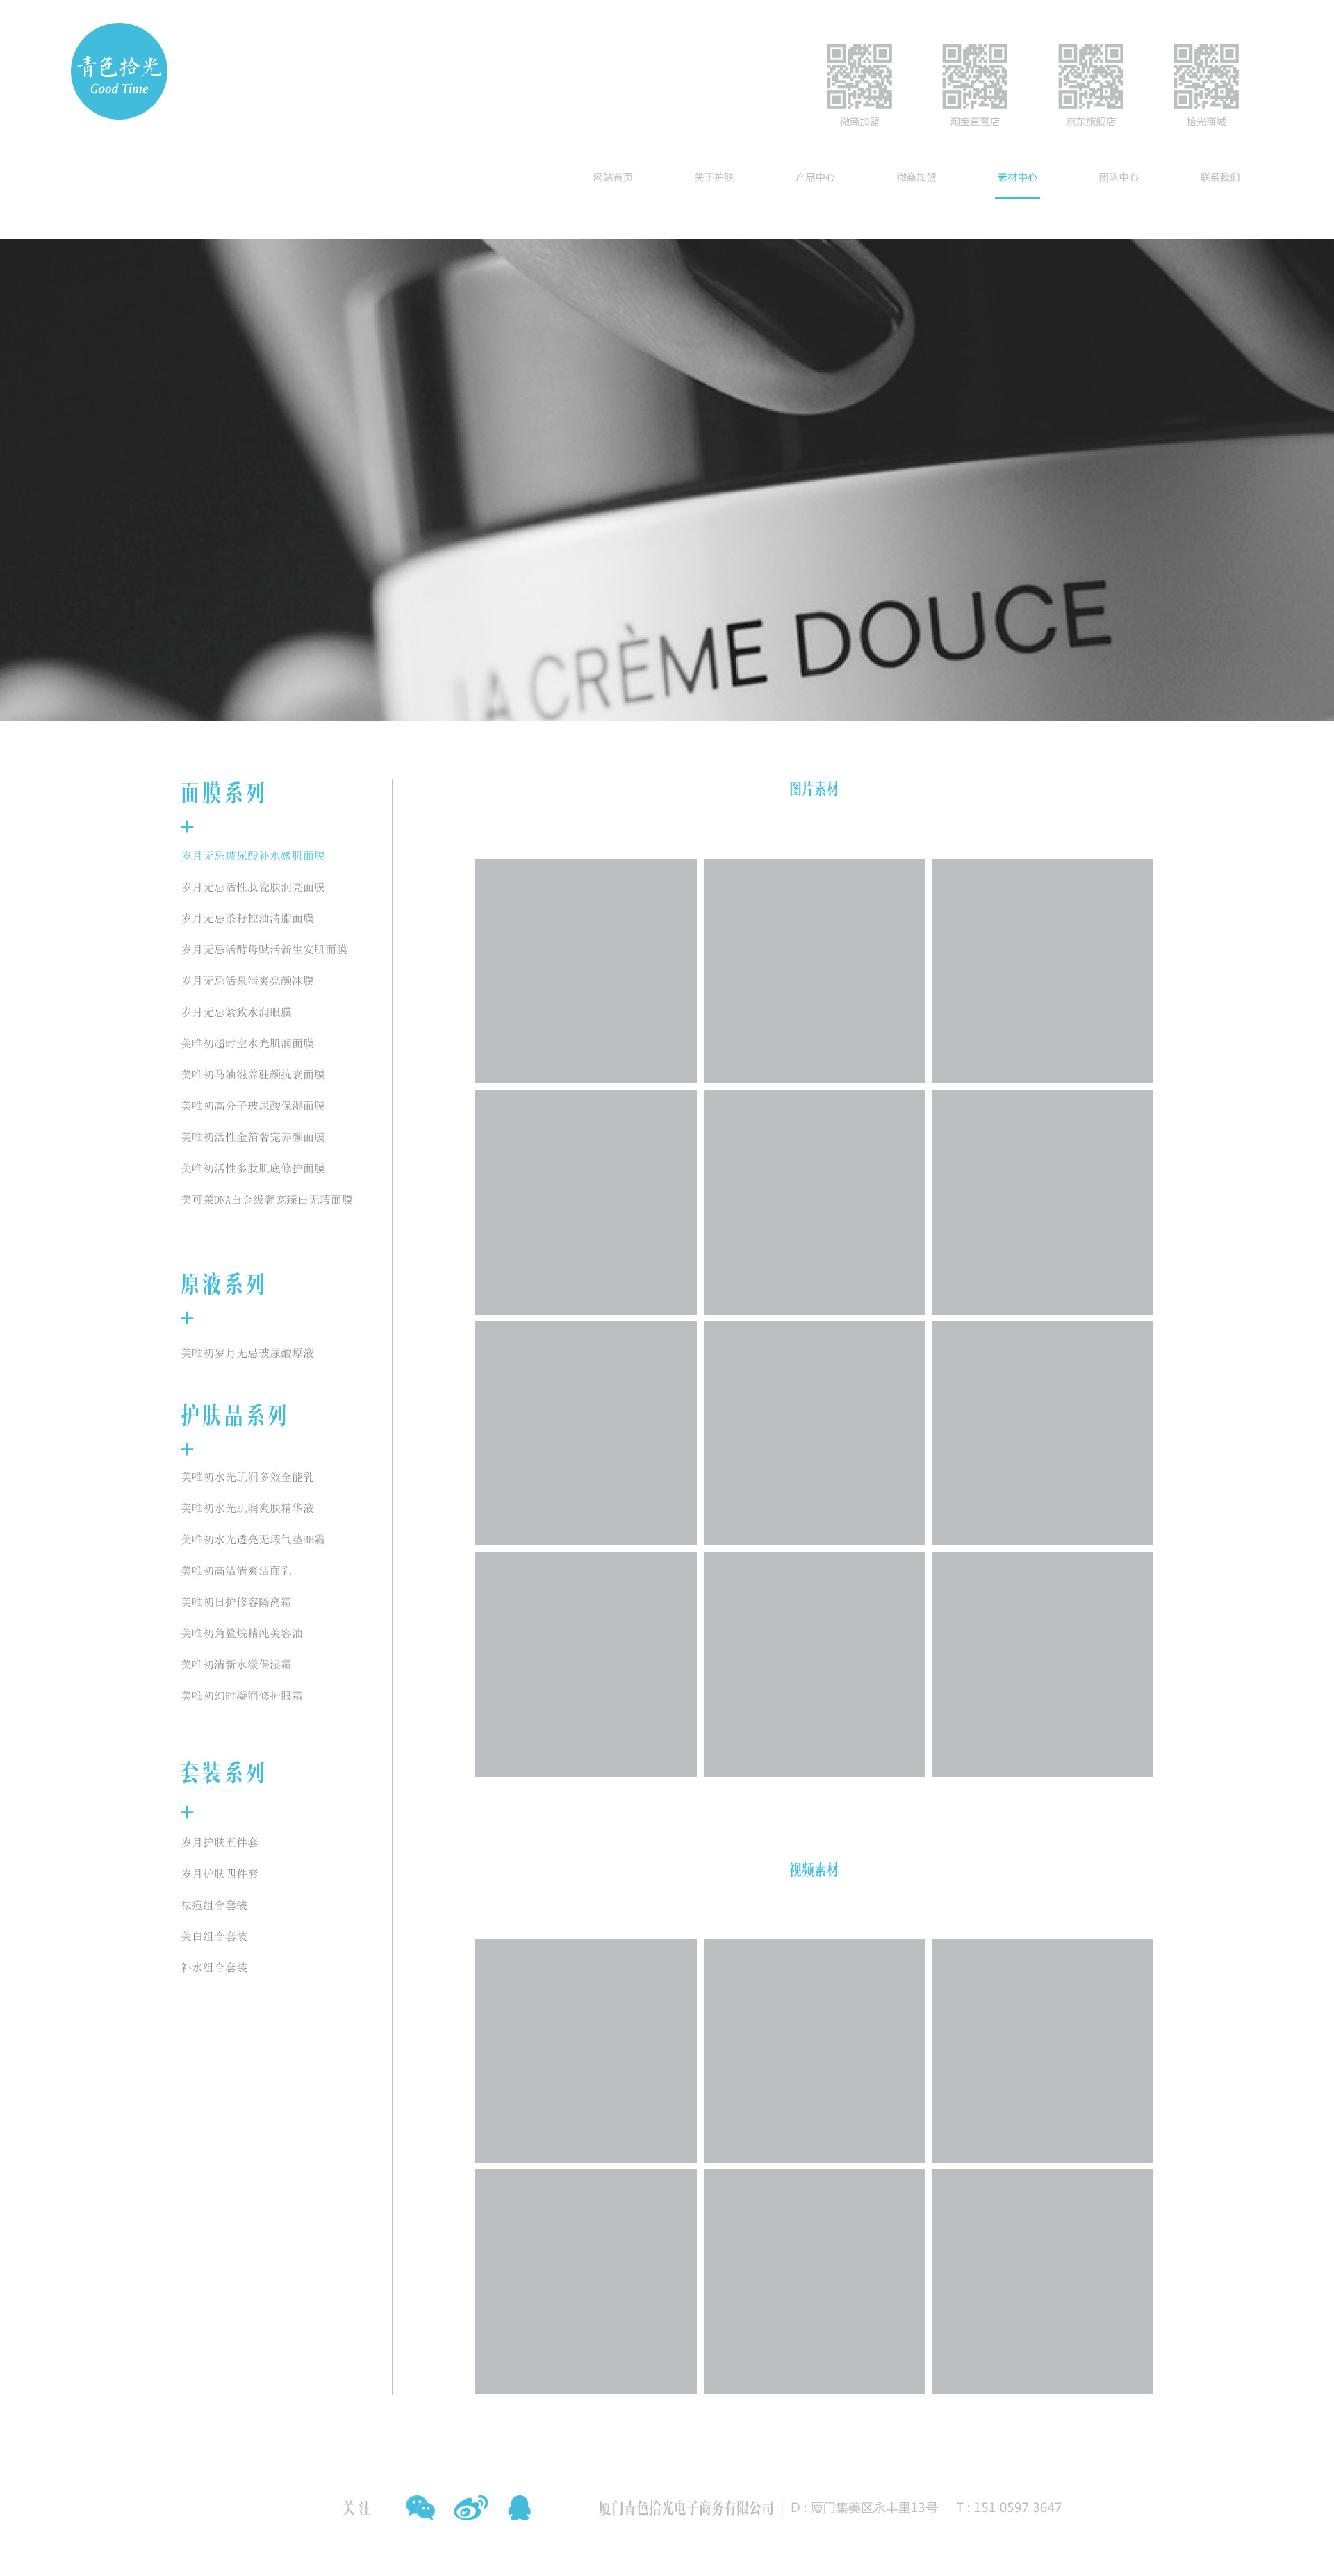 青色拾光
Good Time
微商加盟
淘宝直营店
京东旗舰店
拾光商城
网站首页
关于护肤
产品中心
微商加盟
素材中心
团队中心
联系我们
LA CRÈME DOUCE
面膜系列
岁月无忌玻尿酸补水嫩肌面膜
岁月无忌活性肽瓷肤润亮面膜
岁月无忌茶籽控油清脂面膜
岁月无忌活酵母赋活新生安肌面膜
岁月无忌活泉清爽亮颜冰膜
岁月无忌紧致水润眼膜
美唯初超时空水光肌润面膜
美唯初马油滋养驻颜抗衰面膜
美唯初高分子玻尿酸保湿面膜
美唯初活性金箔奢宠养颜面膜
美唯初活性多肽肌底修护面膜
美可莱DNA白金级奢宠臻白无瑕面膜
原液系列
美唯初岁月无忌玻尿酸原液
护肤品系列
美唯初水光肌润多效全能乳
美唯初水光肌润爽肤精华液
美唯初水光透亮无瑕气垫BB霜
美唯初高洁清爽洁面乳
美唯初日护修容隔离霜
美唯初角鲨烷精纯美容油
美唯初清新水漾保湿霜
美唯初幻时凝润修护眼霜
套装系列
岁月护肤五件套
岁月护肤四件套
祛痘组合套装
美白组合套装
补水组合套装
图片素材
视频素材
关注
厦门青色拾光电子商务有限公司
D : 厦门集美区永丰里13号
T : 151 0597 3647